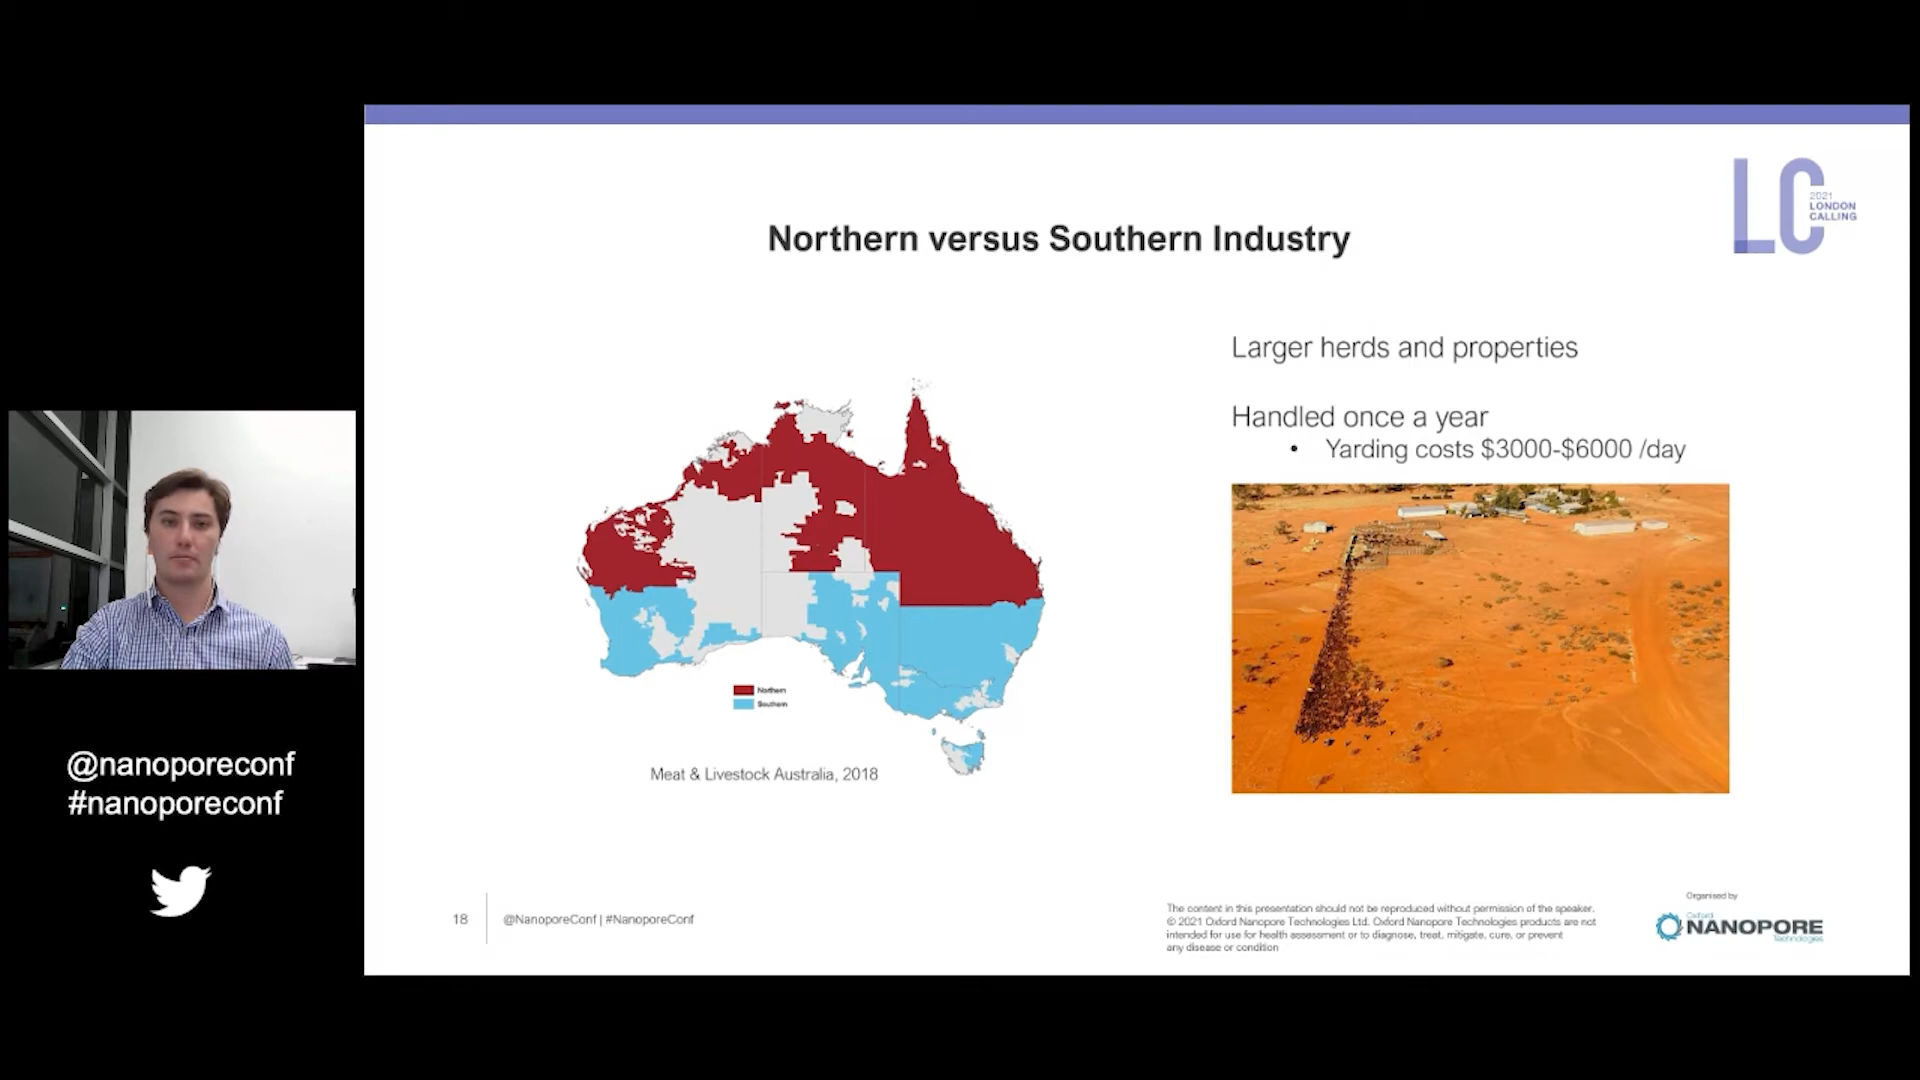 2021
LONDON
CALLING
LC
Northern versus Southern Industry
Larger herds and properties
Handled once a year
• Yarding costs $3000-$6000 /day
Northern
Southern
Meat & Livestock Australia, 2018
@nanoporeconf
#nanoporeconf
18
@NanoporeConf | #NanoporeConf
The content in this presentation should not be reproduced without permission of the speaker.
© 2021 Oxford Nanopore Technologies Ltd. Oxford Nanopore Technologies products are not
intended for use for health assessment or to diagnose, treat, mitigate, cure, or prevent
any disease or condition
Organised by
Oxford
NANOPORE
Technologies